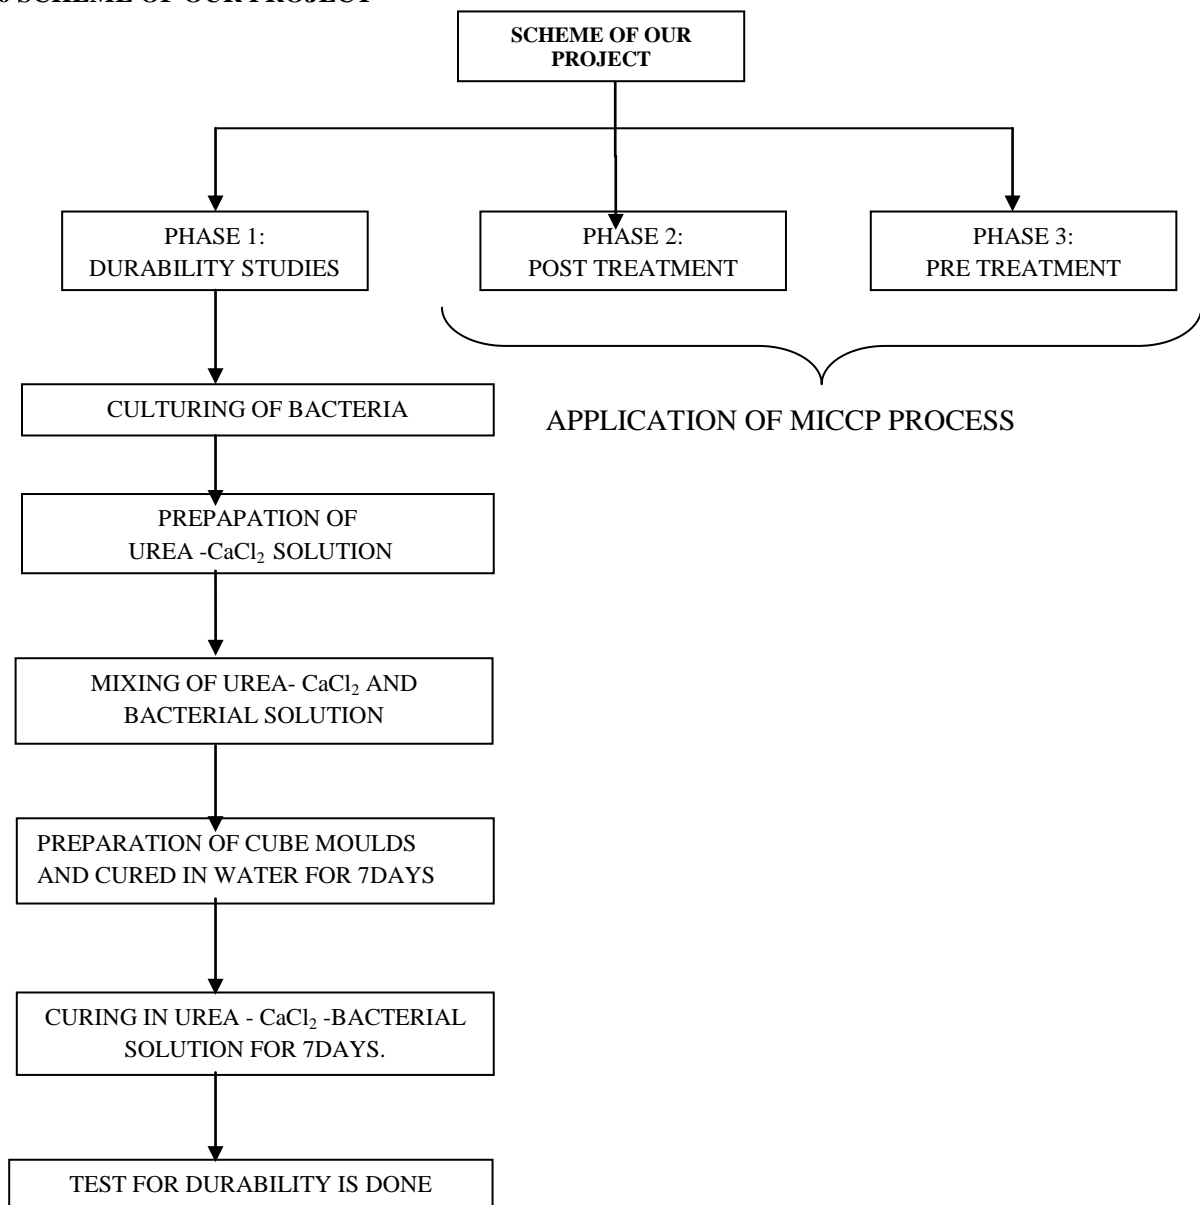 SCHEME OF OUR PROJECT
SCHEME OF OUR
PROJECT
PHASE 1:
DURABILITY STUDIES
PHASE 2:
POST TREATMENT
PHASE 3:
PRE TREATMENT
CULTURING OF BACTERIA
APPLICATION OF MICCP PROCESS
PREPAPATION OF
UREA -CaCl₂ SOLUTION
MIXING OF UREA- CaCl₂ AND
BACTERIAL SOLUTION
PREPARATION OF CUBE MOULDS
AND CURED IN WATER FOR 7DAYS
CURING IN UREA - CaCl₂ -BACTERIAL
SOLUTION FOR 7DAYS.
TEST FOR DURABILITY IS DONE